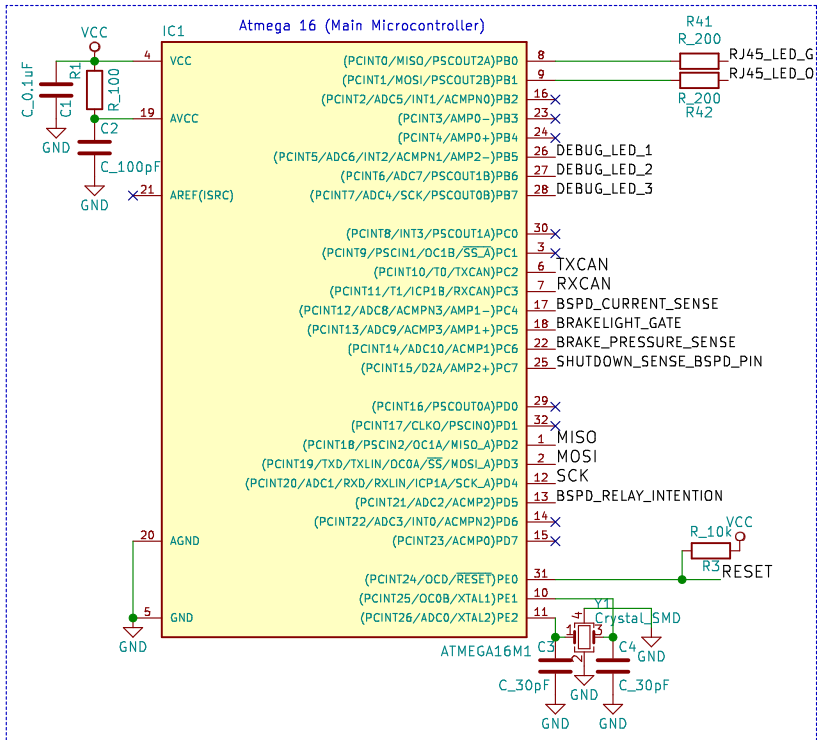 Atmega 16 (Main Microcontroller)
IC1
VCC
R1
R_100
C_0.1uF
C1
GND
C2
C_100pF
GND
4 VCC
19 AVCC
21 AREF(ISRC)
20 AGND
5 GND
GND
(PCINT0/MISO/PSCOUT2A)PB0 8
(PCINT1/MOSI/PSCOUT2B)PB1 9
(PCINT2/ADC5/INT1/ACMPN0)PB2 16
(PCINT3/AMP0-)PB3 23
(PCINT4/AMP0+)PB4 24
(PCINT5/ADC6/INT2/ACMPN1/AMP2-)PB5 26 DEBUG_LED_1
(PCINT6/ADC7/PSCOUT1B)PB6 27 DEBUG_LED_2
(PCINT7/ADC4/SCK/PSCOUT0B)PB7 28 DEBUG_LED_3
(PCINT8/INT3/PSCOUT1A)PC0 30
(PCINT9/PSCIN1/OC1B/SS_A)PC1 3
(PCINT10/T0/TXCAN)PC2 6 TXCAN
(PCINT11/T1/ICP1B/RXCAN)PC3 7 RXCAN
(PCINT12/ADC8/ACMPN3/AMP1-)PC4 17 BSPD_CURRENT_SENSE
(PCINT13/ADC9/ACMP3/AMP1+)PC5 18 BRAKELIGHT_GATE
(PCINT14/ADC10/ACMP1)PC6 22 BRAKE_PRESSURE_SENSE
(PCINT15/D2A/AMP2+)PC7 25 SHUTDOWN_SENSE_BSPD_PIN
(PCINT16/PSCOUT0A)PD0 29
(PCINT17/CLKO/PSCIN0)PD1 32
(PCINT18/PSCIN2/OC1A/MISO_A)PD2 1 MISO
(PCINT19/TXD/TXLIN/OC0A/SS/MOSI_A)PD3 2 MOSI
(PCINT20/ADC1/RXD/RXLIN/ICP1A/SCK_A)PD4 12 SCK
(PCINT21/ADC2/ACMP2)PD5 13 BSPD_RELAY_INTENTION
(PCINT22/ADC3/INT0/ACMPN2)PD6 14
(PCINT23/ACMP0)PD7 15
(PCINT24/OCD/RESET)PE0 31
(PCINT25/OC0B/XTAL1)PE1 10
(PCINT26/ADC0/XTAL2)PE2 11
ATMEGA16M1
R41
R_200
RJ45_LED_G
RJ45_LED_O
R_200
R42
VCC
R_10k
R3
RESET
Y1
Crystal_SMD
4
1
3
2
GND
GND
C3
C_30pF
GND
C4
C_30pF
GND